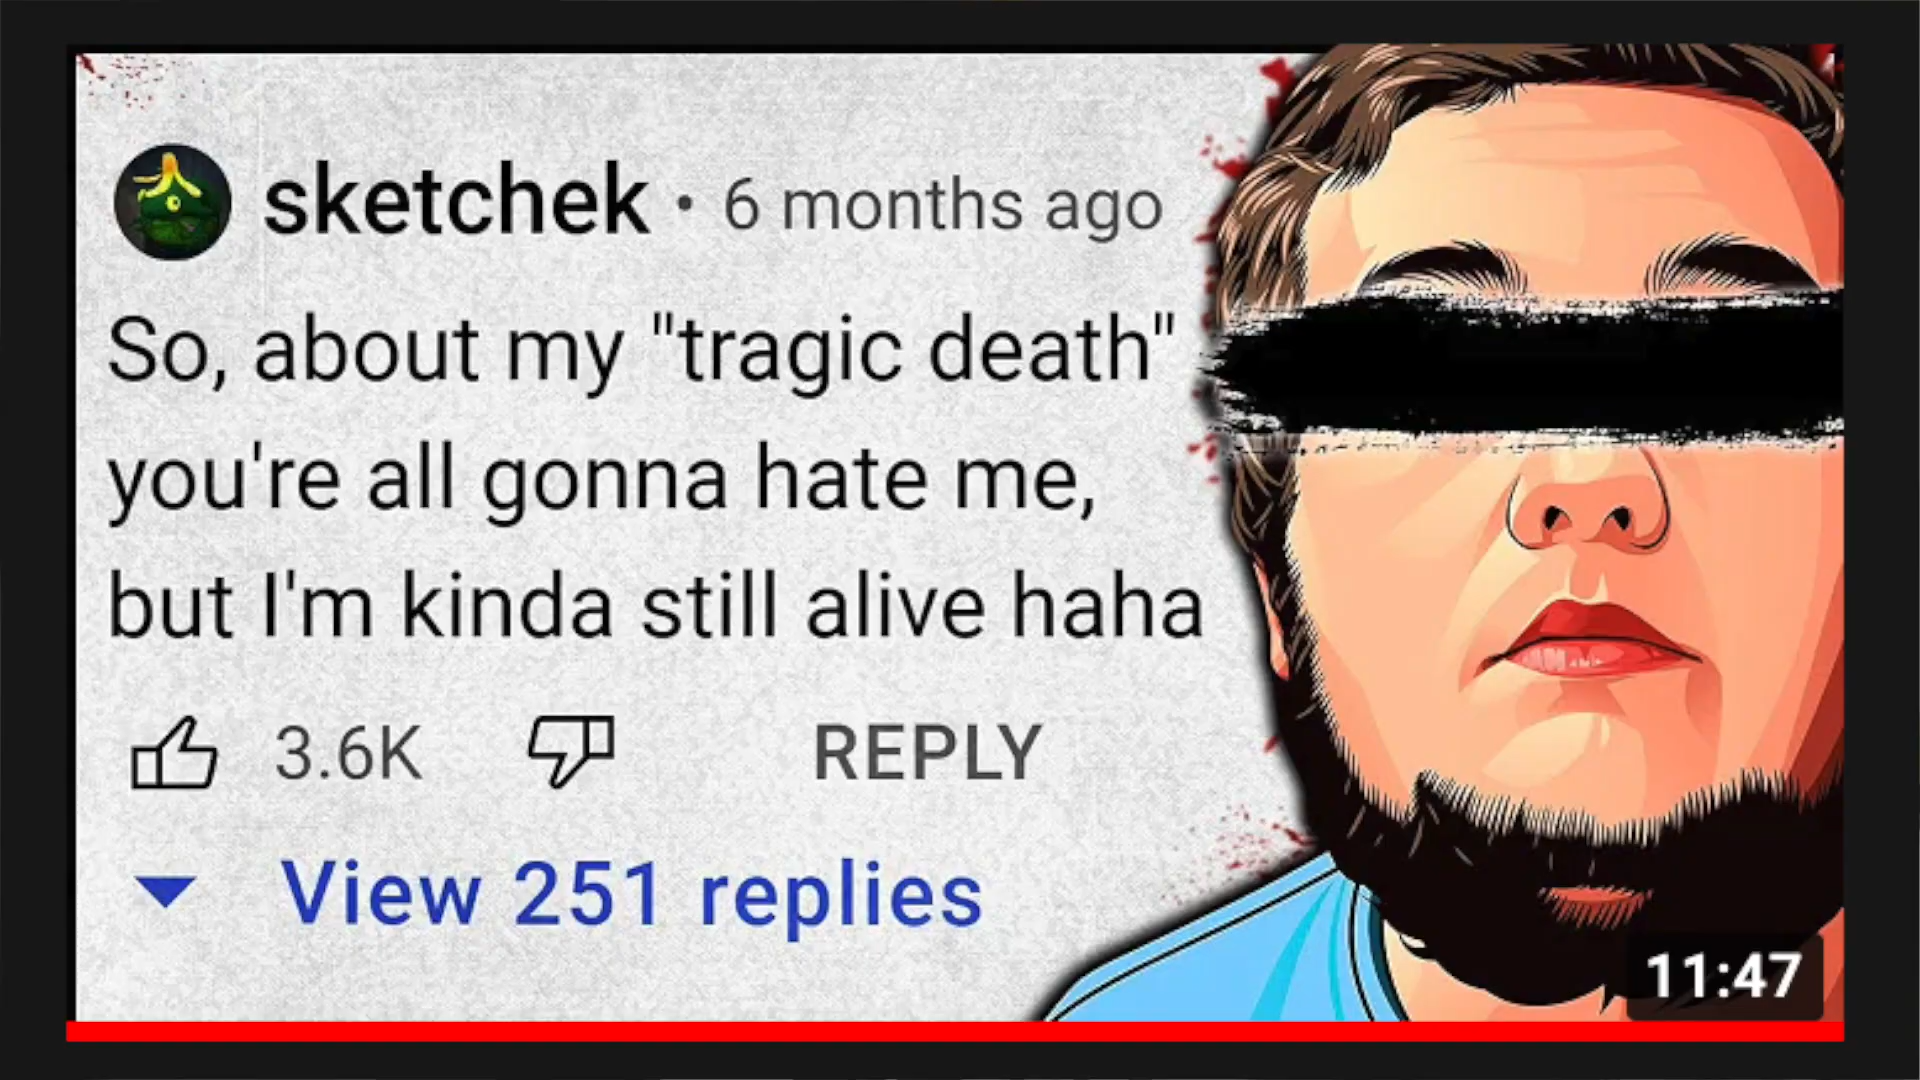 sketchek • 6 months ago
So, about my "tragic death"
you're all gonna hate me,
but I'm kinda still alive haha
3.6K REPLY
View 251 replies
11:47